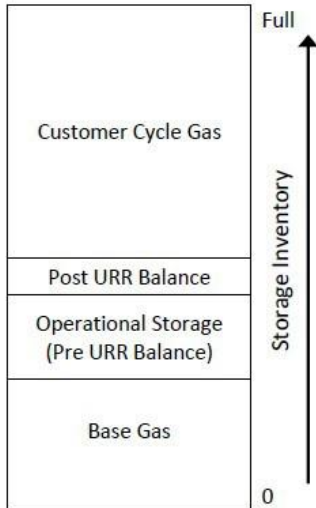 Full
Customer Cycle Gas
Storage Inventory
Post URR Balance
Operational Storage
(Pre URR Balance)
Base Gas
0